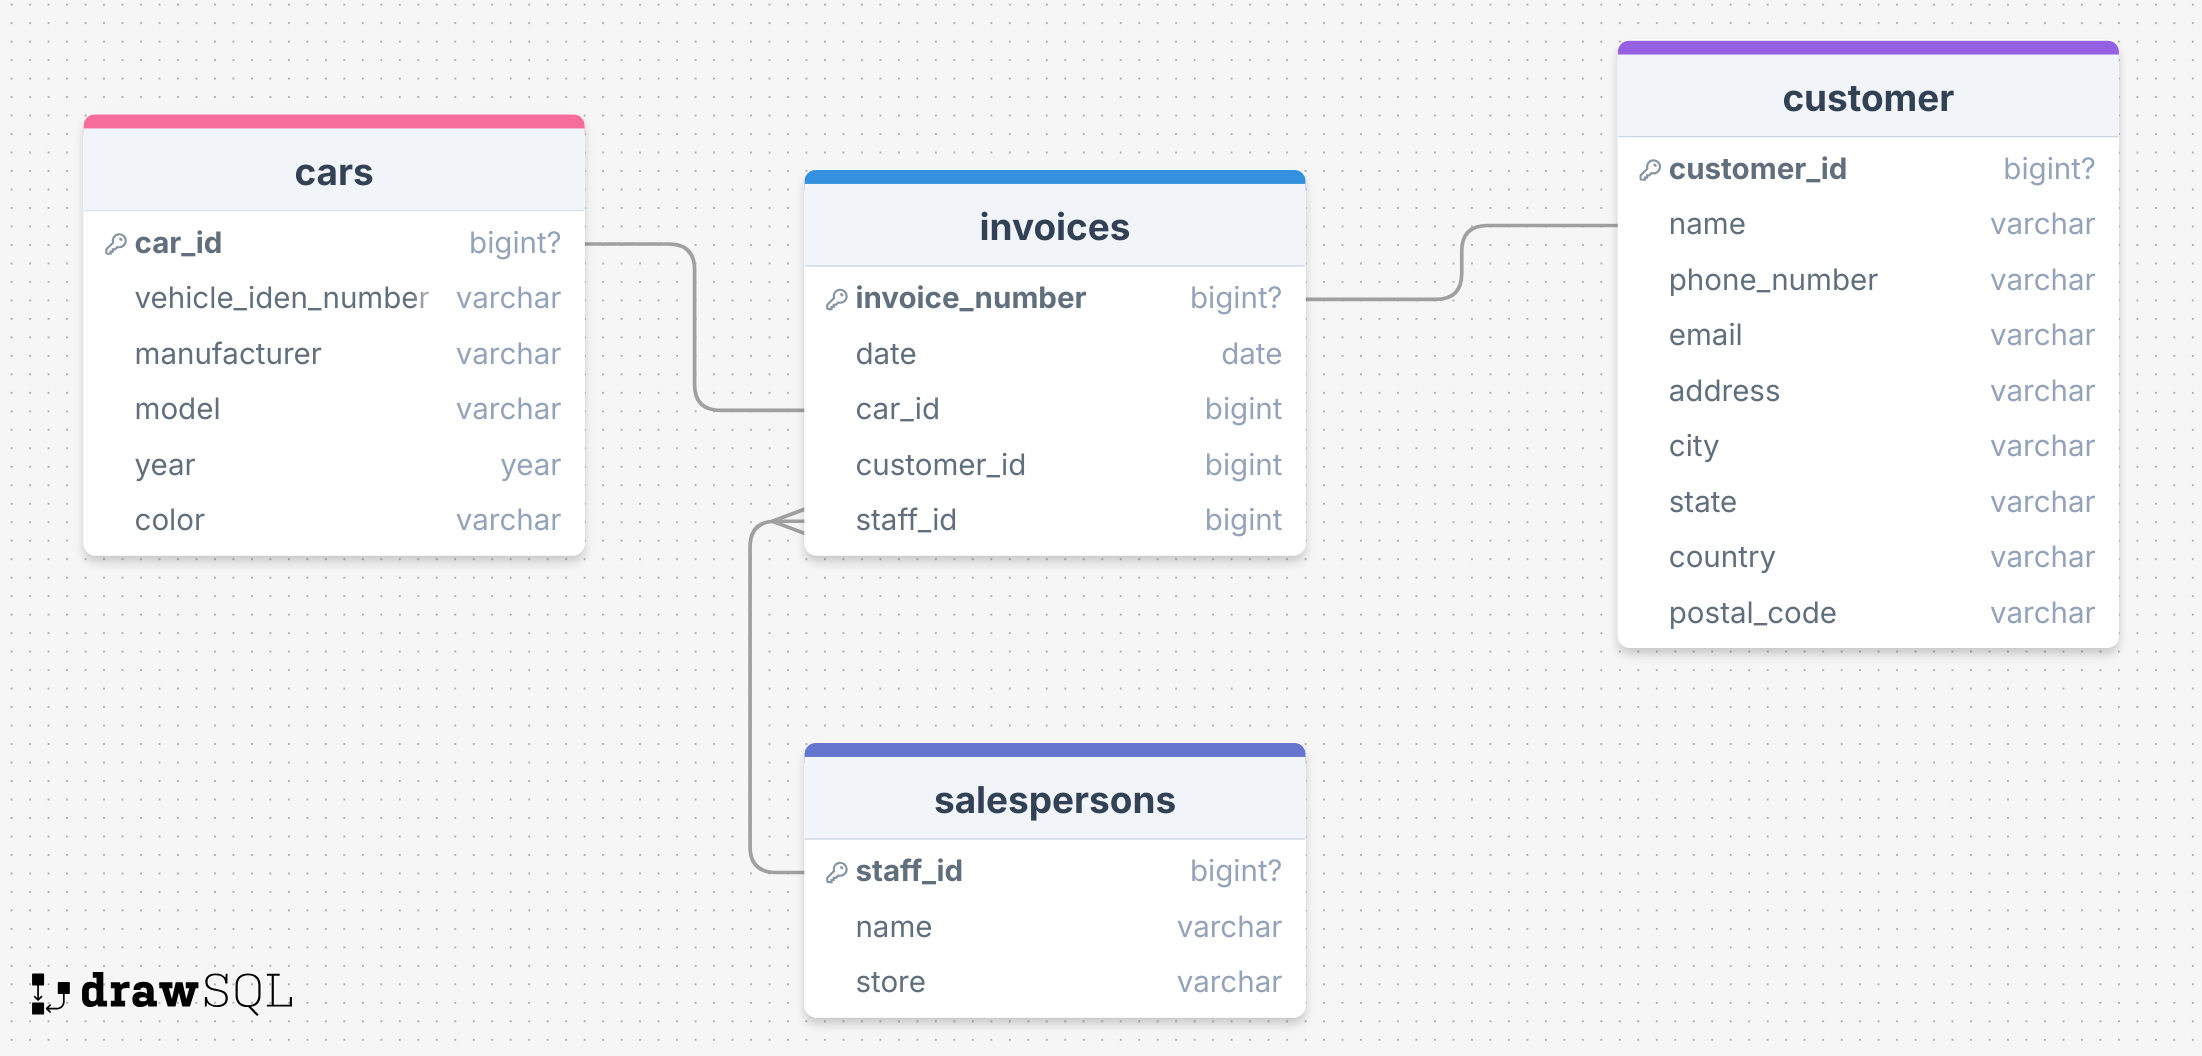 cars
car_id bigint?
vehicle_iden_number varchar
manufacturer varchar
model varchar
year year
color varchar
invoices
invoice_number bigint?
date date
car_id bigint
customer_id bigint
staff_id bigint
customer
customer_id bigint?
name varchar
phone_number varchar
email varchar
address varchar
city varchar
state varchar
country varchar
postal_code varchar
salespersons
staff_id bigint?
name varchar
store varchar
drawSQL